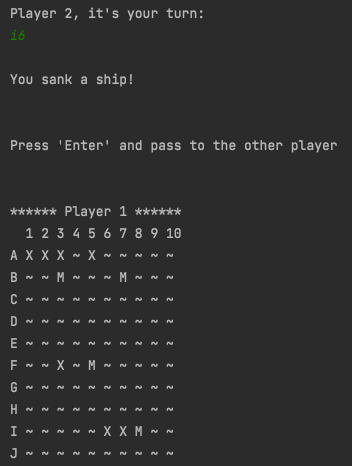 Player 2, it's your turn:
i6
You sank a ship!
Press 'Enter' and pass to the other player
****** Player 1 ******
1 2 3 4 5 6 7 8 9 10
A X X X ~ X ~ ~ ~ ~ ~
B ~ ~ M ~ ~ ~ M ~ ~ ~
C ~ ~ ~ ~ ~ ~ ~ ~ ~ ~
D ~ ~ ~ ~ ~ ~ ~ ~ ~ ~
E ~ ~ ~ ~ ~ ~ ~ ~ ~ ~
F ~ ~ X ~ M ~ ~ ~ ~ ~
G ~ ~ ~ ~ ~ ~ ~ ~ ~ ~
H ~ ~ ~ ~ ~ ~ ~ ~ ~ ~
I ~ ~ ~ ~ ~ X X M ~ ~
J ~ ~ ~ ~ ~ ~ ~ ~ ~ ~